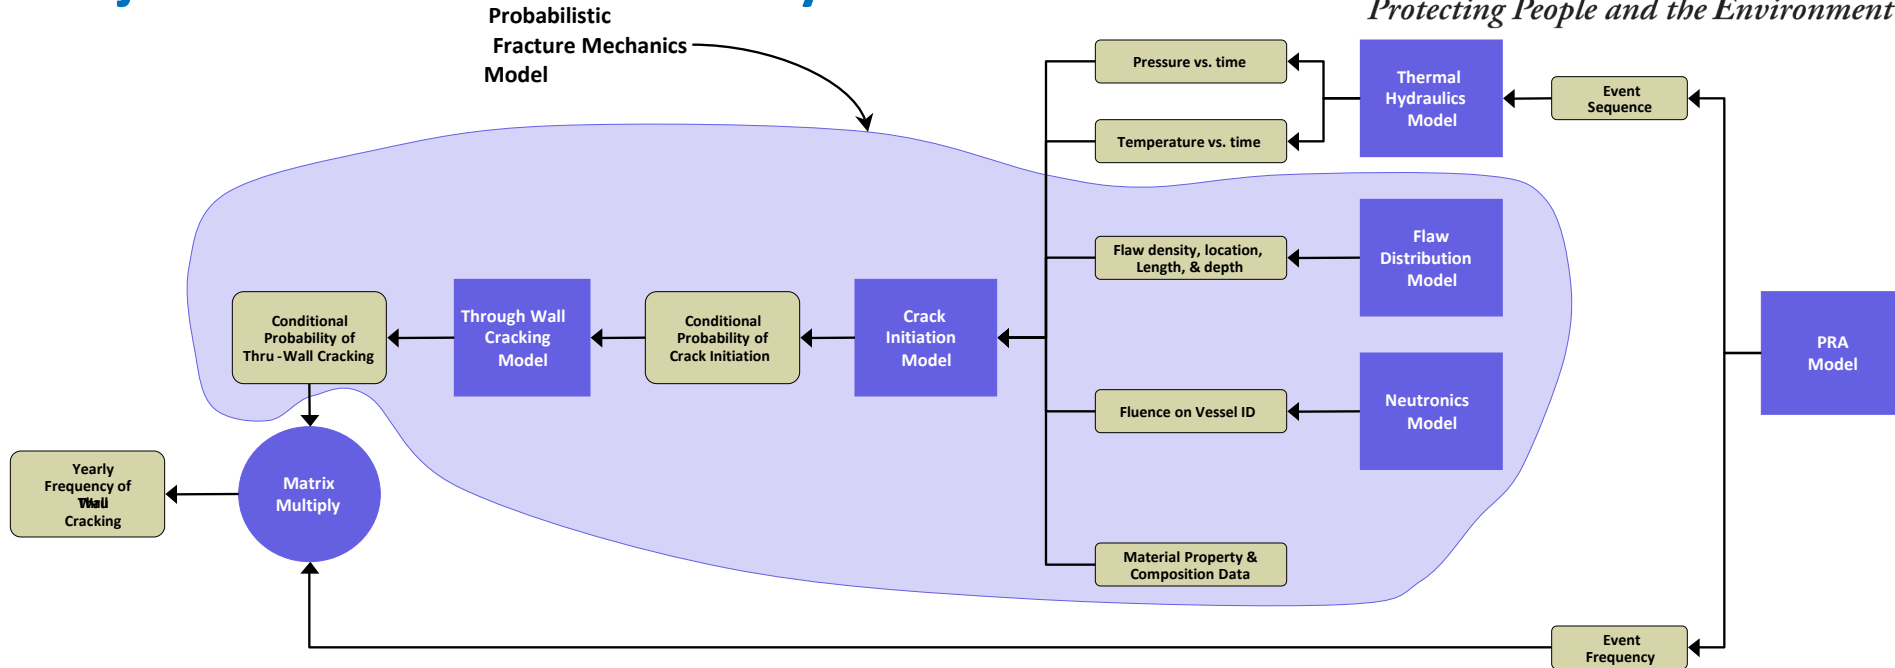 Protecting People and the Environment
Probabilistic
Fracture Mechanics
Model
Pressure vs. time
Temperature vs. time
Thermal
Hydraulics
Model
Event
Sequence
Flaw density, location,
Length, & depth
Flaw
Distribution
Model
Conditional
Probability of
Thru -Wall Cracking
Through Wall
Cracking
Model
Conditional
Probability of
Crack Initiation
Crack
Initiation
Model
PRA
Model
Fluence on Vessel ID
Neutronics
Model
Yearly
Frequency of
Cracking
Matrix
Multiply
Material Property &
Composition Data
Event
Frequency